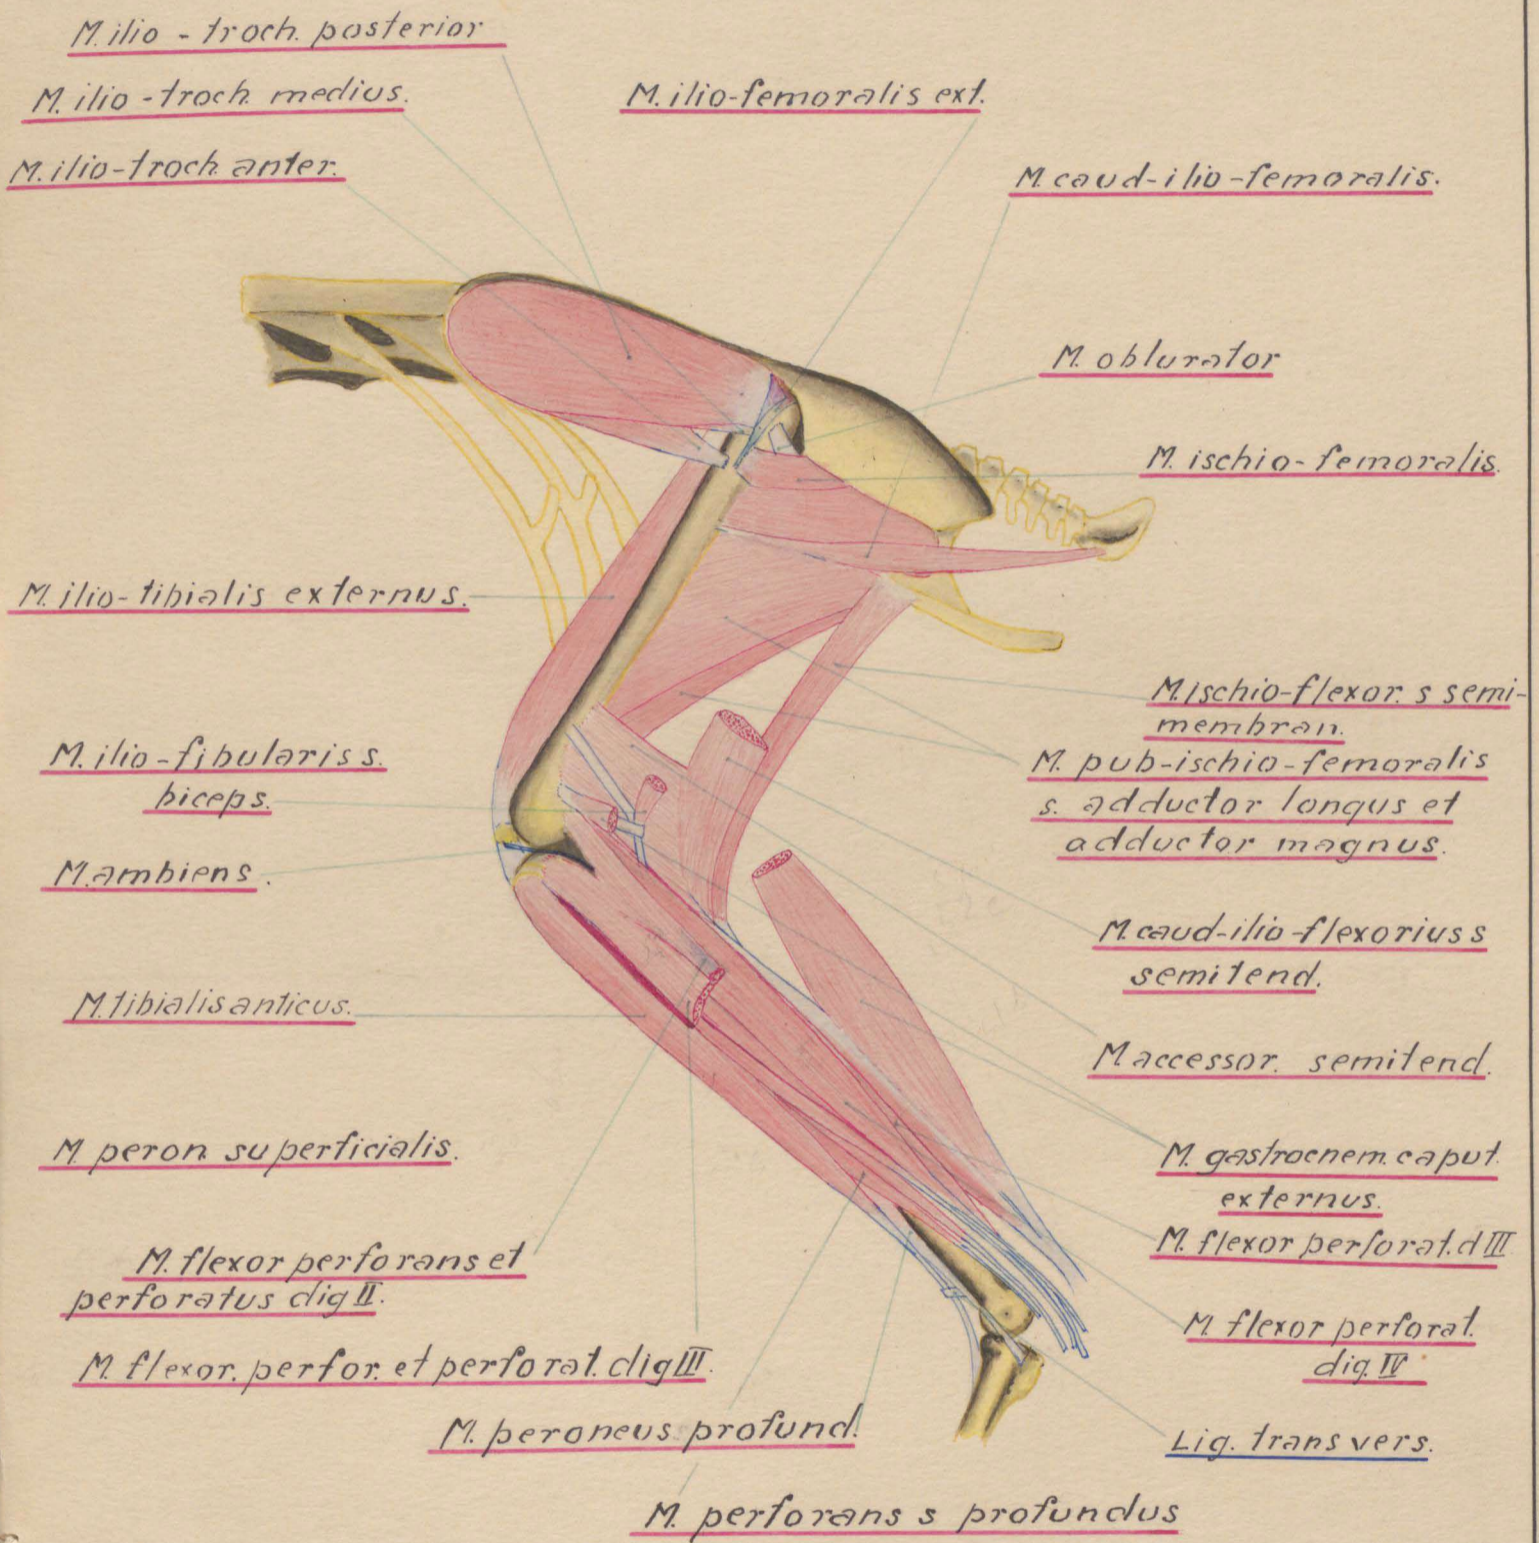 M. ilio - troch. posterior
M. ilio - troch. medius.
M. ilio-femoralis ext.
M. ilio-troch. anter.
M. caud-ilio-femoralis.
M. oblurator
M. ischio-femoralis.
M. ilio-tibialis externus.
M. ischio-flexor. s semi-
membran.
M. ilio-fibularis s.
biceps.
M. pub-ischio-femoralis
s. adductor longus et
adductor magnus.
M. ambiens.
M. caud-ilio-flexorius s
semitend.
M. tibialis anticus.
M. accessor. semitend.
M. peron superficialis.
M. gastrocnem. caput.
externus.
M. flexor perforat. d III
M. flexor perforans et
perforatus dig II.
M. flexor perforat.
dig. IV
M. flexor. perfor. et perforat. dig III.
M. peroneus profund.
Lig. transvers.
M. perforans s profundus